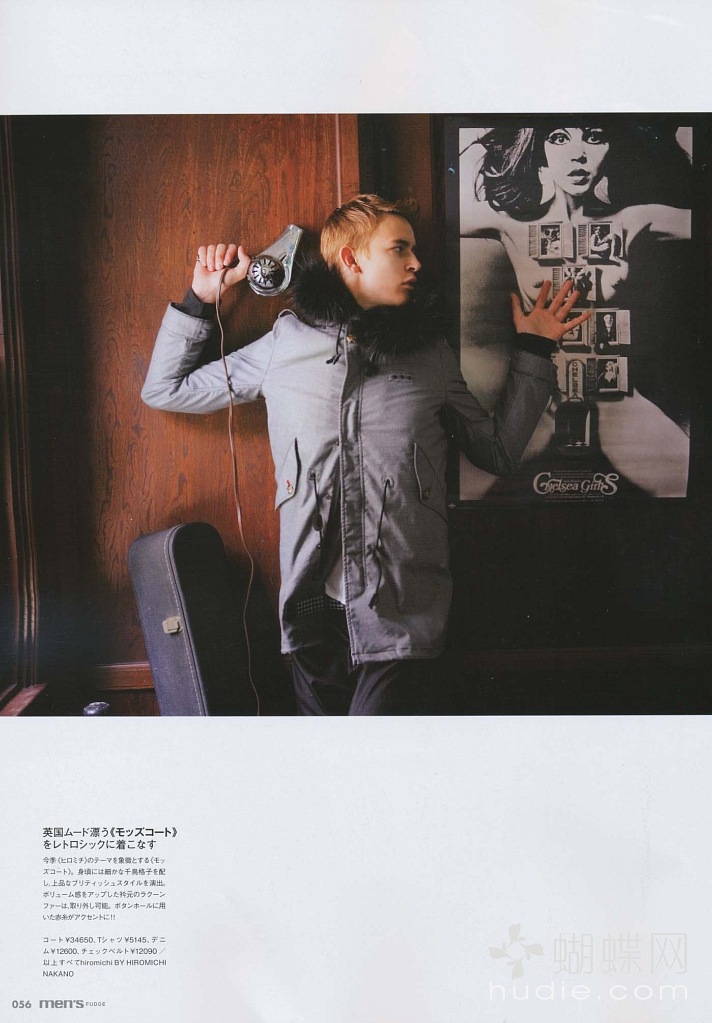 Chelsea Girls
英国ムード漂う《モッズコート》
をレトロシックに着こなす
今季《ヒロミチ》のテーマを象徴とする《モッ
ズコート》。身頃には細かな千鳥格子を配
し、上品なブリティッシュスタイルを演出。
ボリューム感をアップした衿元のラクーン
ファーは、取り外し可能。ボタンホールに用
いた赤糸がアクセントに!!
コート¥34650、Tシャツ¥5145、デニ
ム¥12600、チェックベルト¥12090／
以上すべてhiromichi BY HIROMICHI
NAKANO
056 men's FUDGE
蝴蝶网
hudie.com